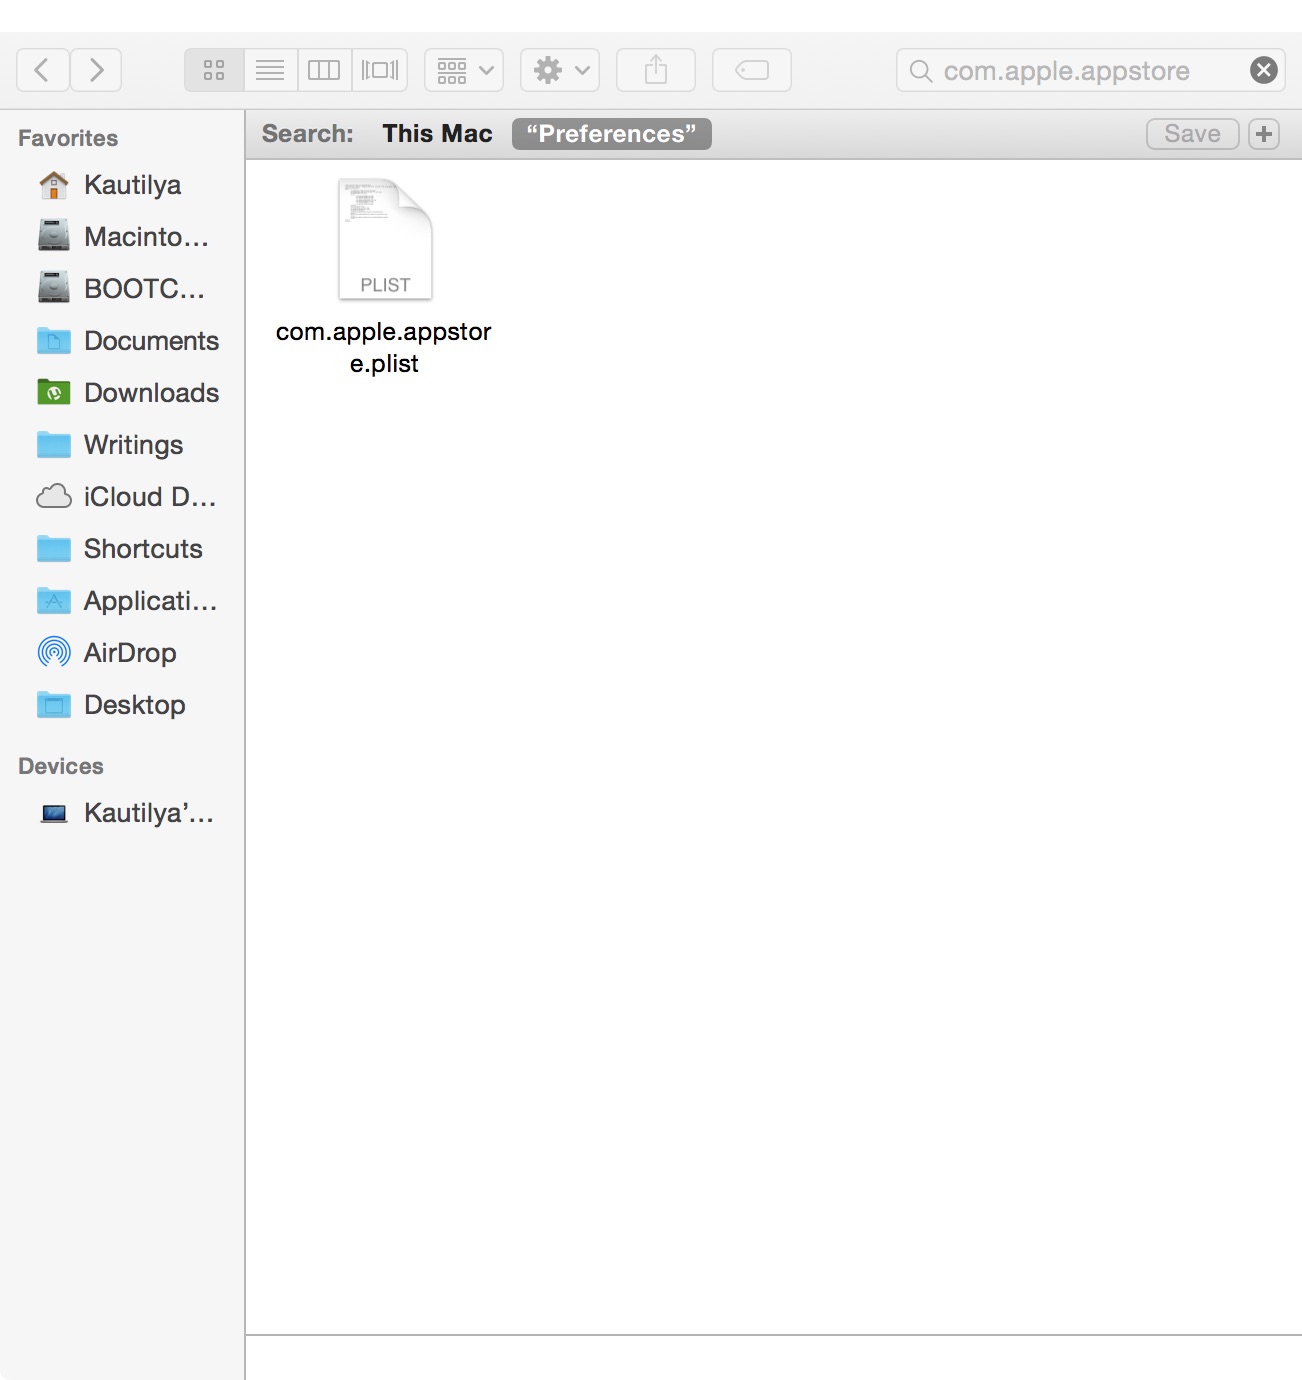 com.apple.appstore
Favorites
Kautilya
Macinto...
BOOTC...
Documents
Downloads
Writings
iCloud D...
Shortcuts
Applicati...
AirDrop
Desktop
Devices
Kautilya’...
Search: This Mac “Preferences” Save +
PLIST
com.apple.appstor
e.plist